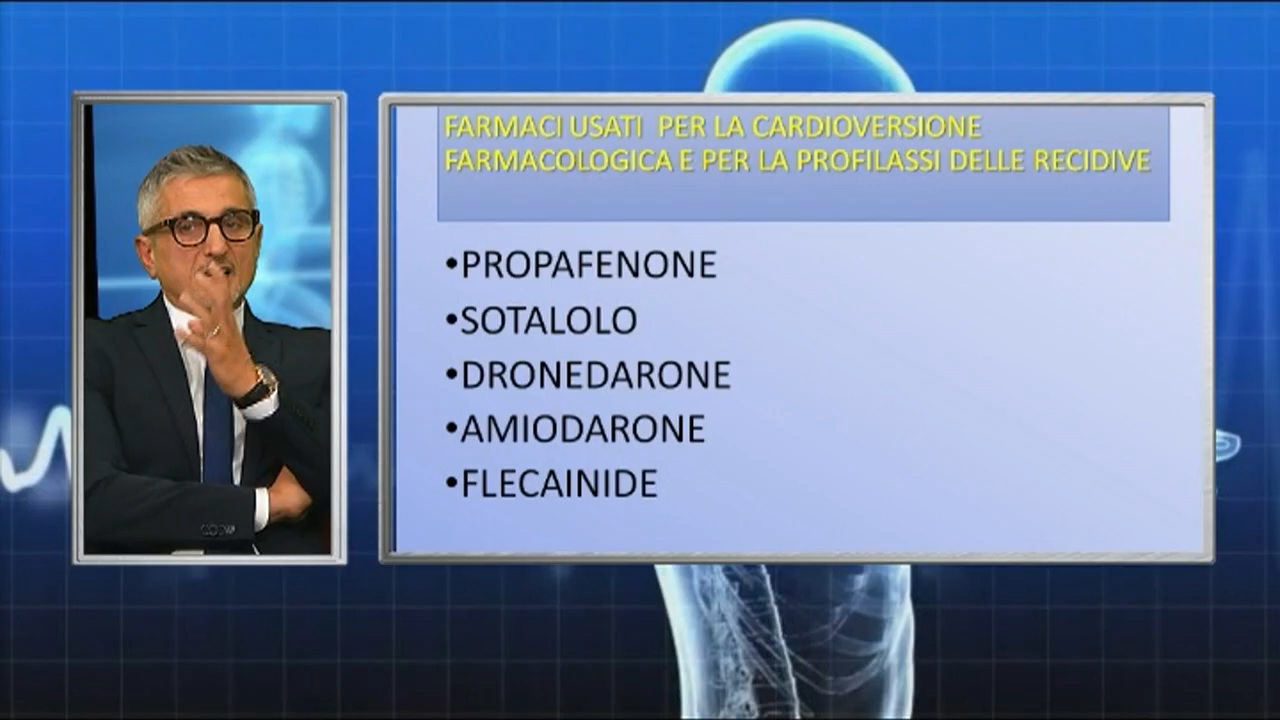 FARMACI USATI PER LA CARDIOVERSIONE
FARMACOLOGICA E PER LA PROFILASSI DELLE RECIDIVE
•PROPAFENONE
•SOTALOLO
•DRONEDARONE
•AMIODARONE
•FLECAINIDE